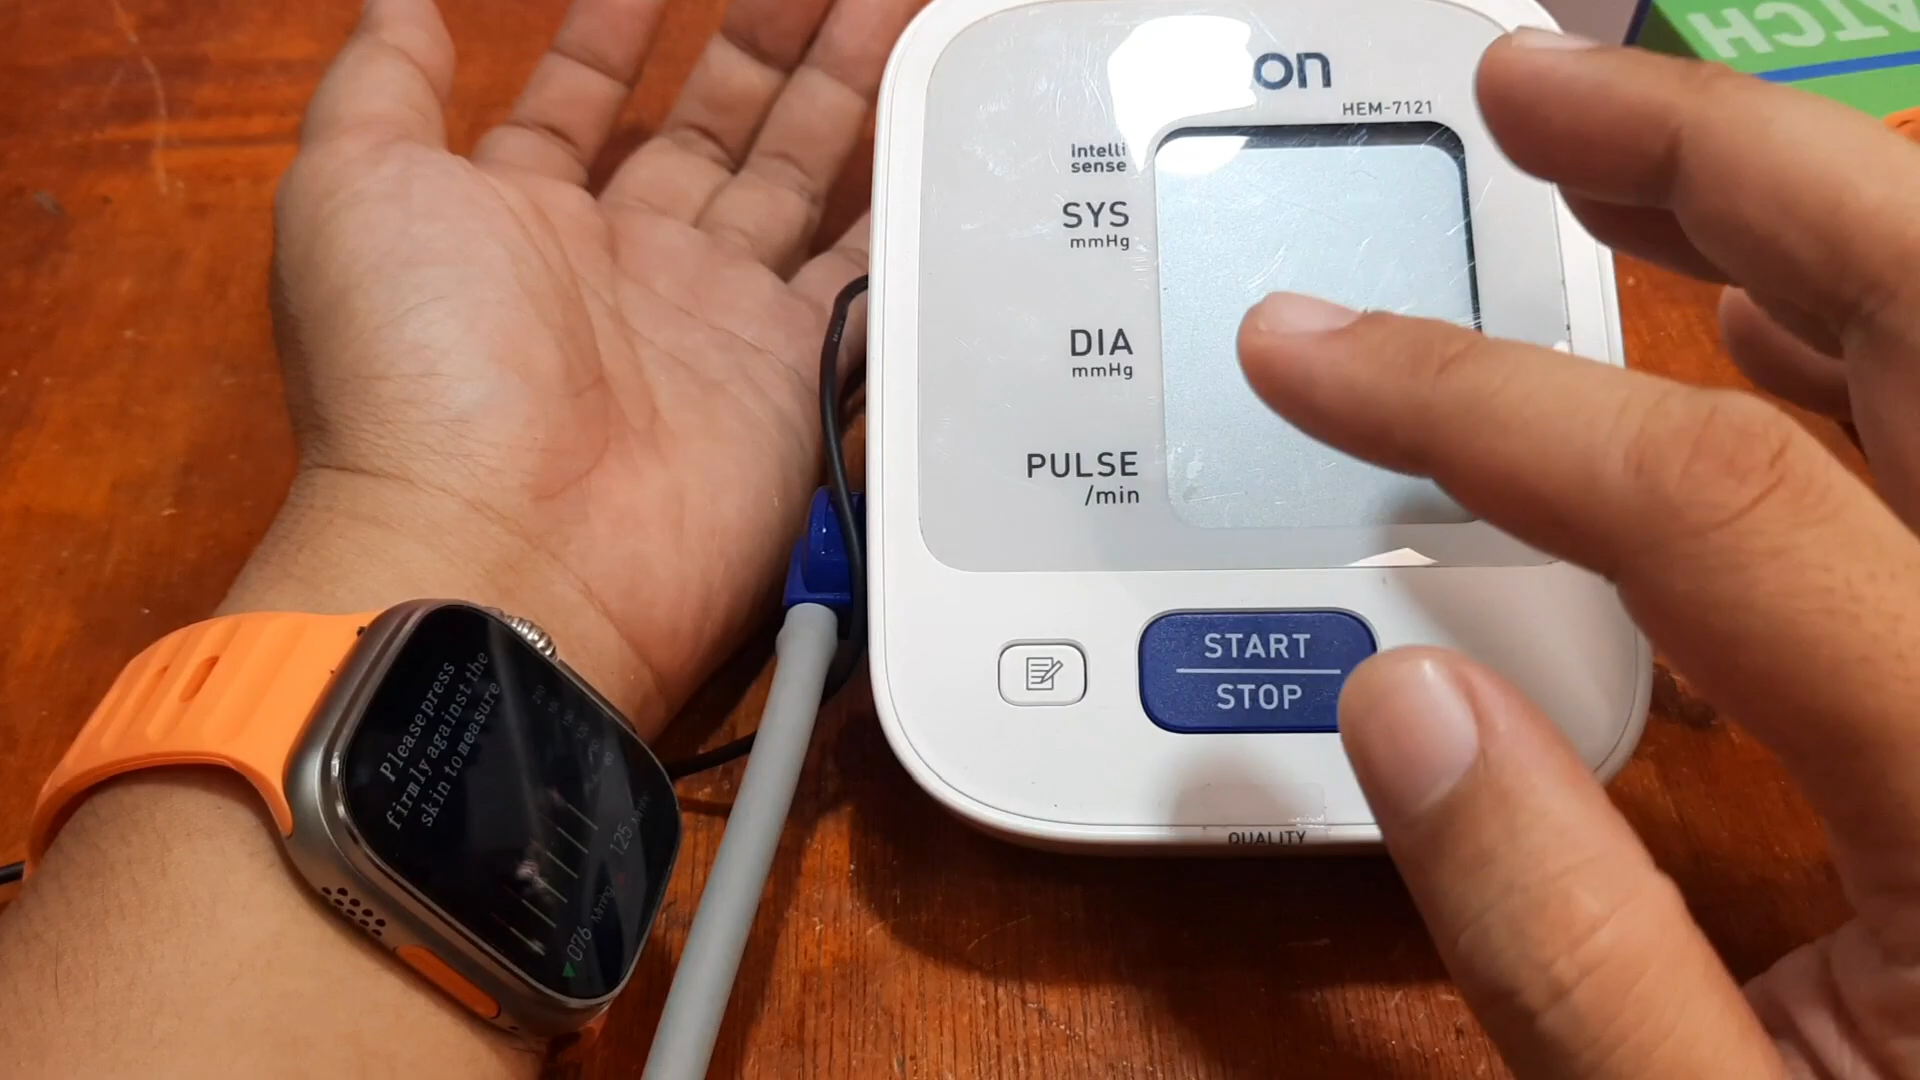 on
HEM-7121
intelli
sense
SYS
mmHg
DIA
mmHg
PULSE
/min
START
STOP
QUALITY
Please press
firmly against the
skin to measure
125
076
ATCH